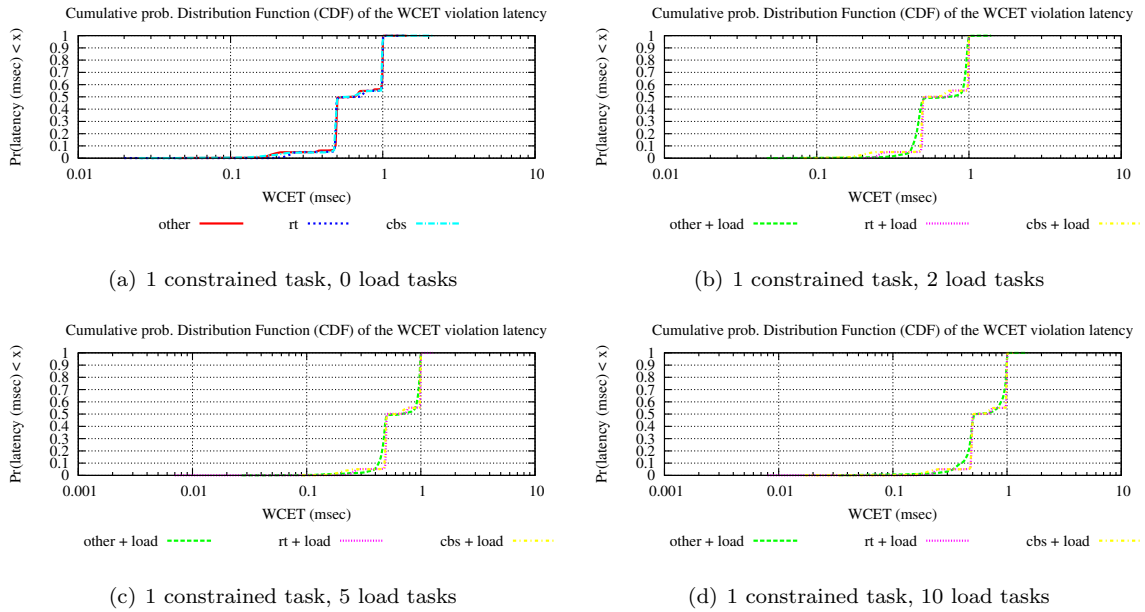 Cumulative prob. Distribution Function (CDF) of the WCET violation latency
Pr(latency (msec) < x)
1
0.9
0.8
0.7
0.6
0.5
0.4
0.3
0.2
0.1
0
0.01 0.1 1 10
WCET (msec)
other rt cbs
(a) 1 constrained task, 0 load tasks
Cumulative prob. Distribution Function (CDF) of the WCET violation latency
Pr(latency (msec) < x)
1
0.9
0.8
0.7
0.6
0.5
0.4
0.3
0.2
0.1
0
0.01 0.1 1 10
WCET (msec)
other + load rt + load cbs + load
(b) 1 constrained task, 2 load tasks
Cumulative prob. Distribution Function (CDF) of the WCET violation latency
Pr(latency (msec) < x)
1
0.9
0.8
0.7
0.6
0.5
0.4
0.3
0.2
0.1
0
0.001 0.01 0.1 1 10
WCET (msec)
other + load rt + load cbs + load
(c) 1 constrained task, 5 load tasks
Cumulative prob. Distribution Function (CDF) of the WCET violation latency
Pr(latency (msec) < x)
1
0.9
0.8
0.7
0.6
0.5
0.4
0.3
0.2
0.1
0
0.001 0.01 0.1 1 10
WCET (msec)
other + load rt + load cbs + load
(d) 1 constrained task, 10 load tasks